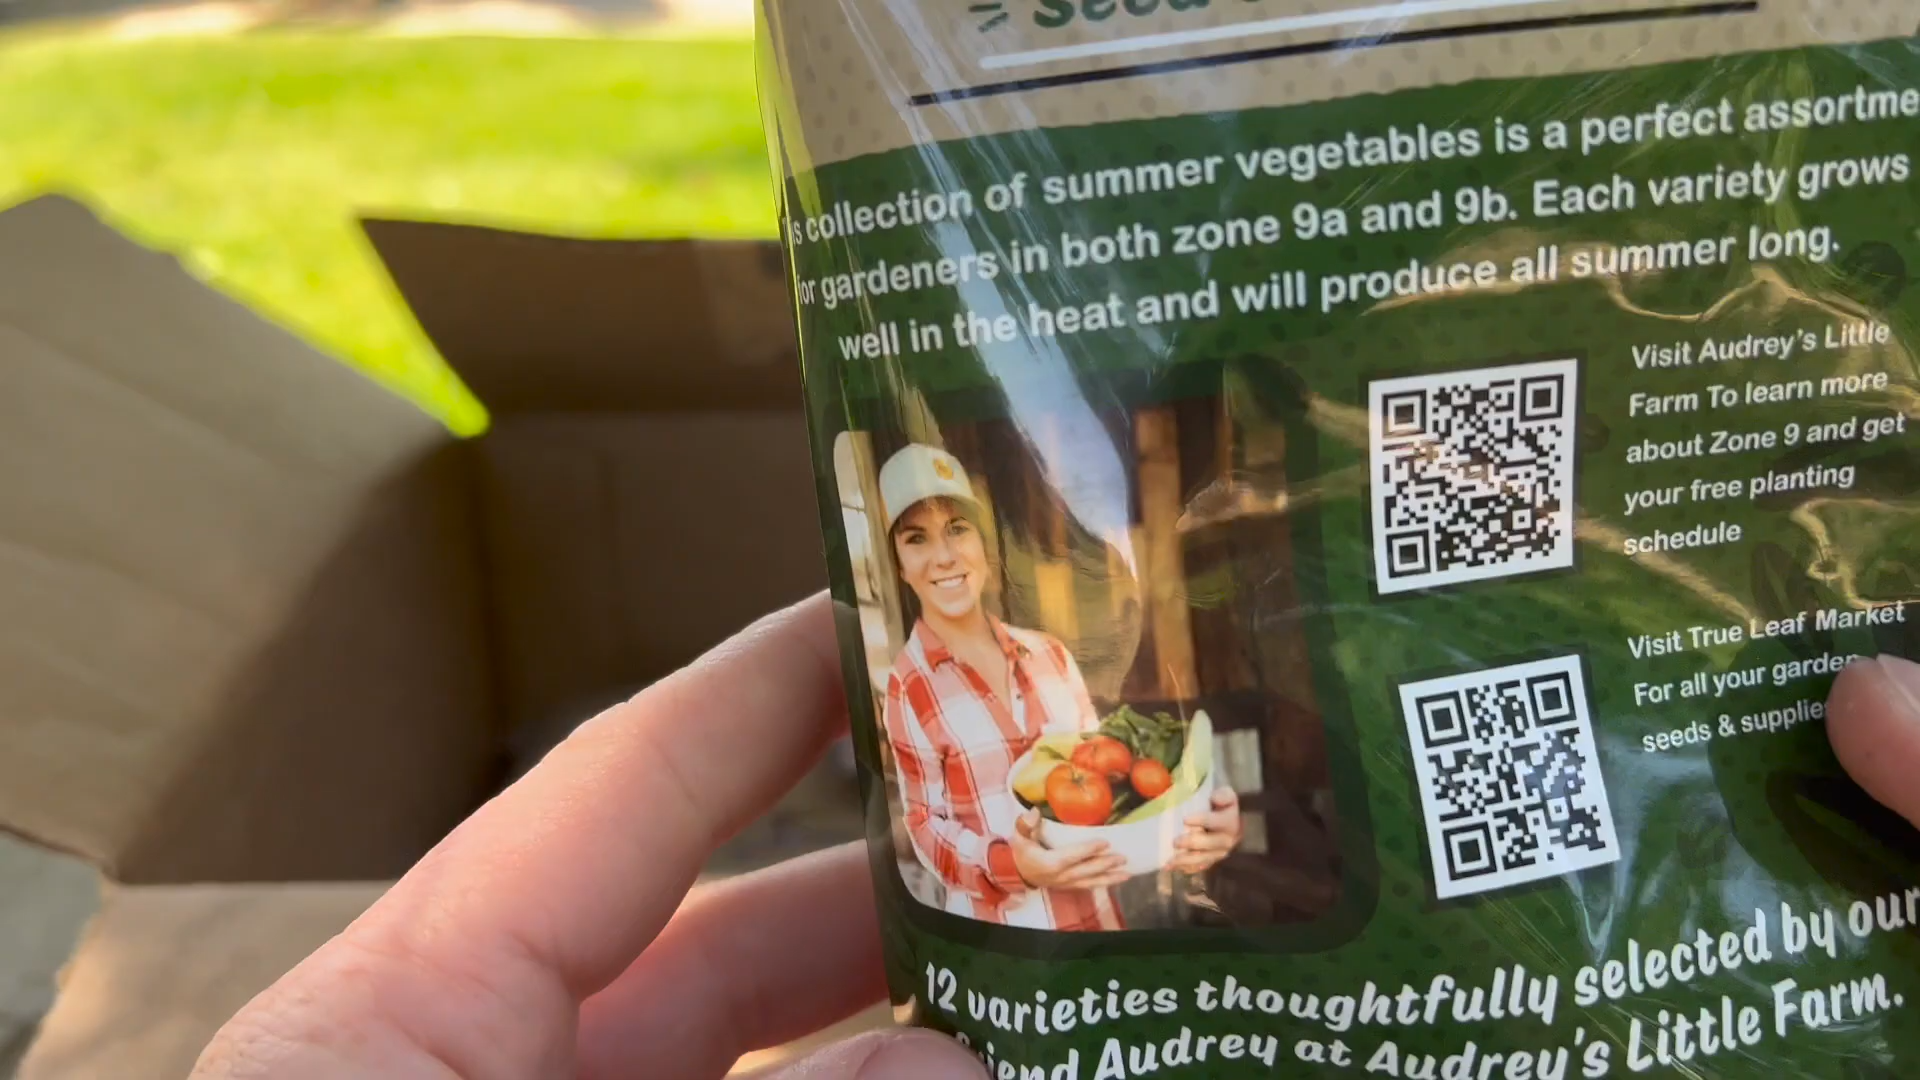 Seed
collection of summer vegetables is a perfect
for gardeners in both zone 9a and 9b. Each variety grows
well in the heat and will produce all summer long.
Visit Audrey's Little
Farm To learn more
about Zone 9 and get
your free planting
schedule
Visit True Leaf Market
For all your garden
seeds & supplies
12 varieties thoughtfully selected by our
Audrey at Audrey's Little Farm.